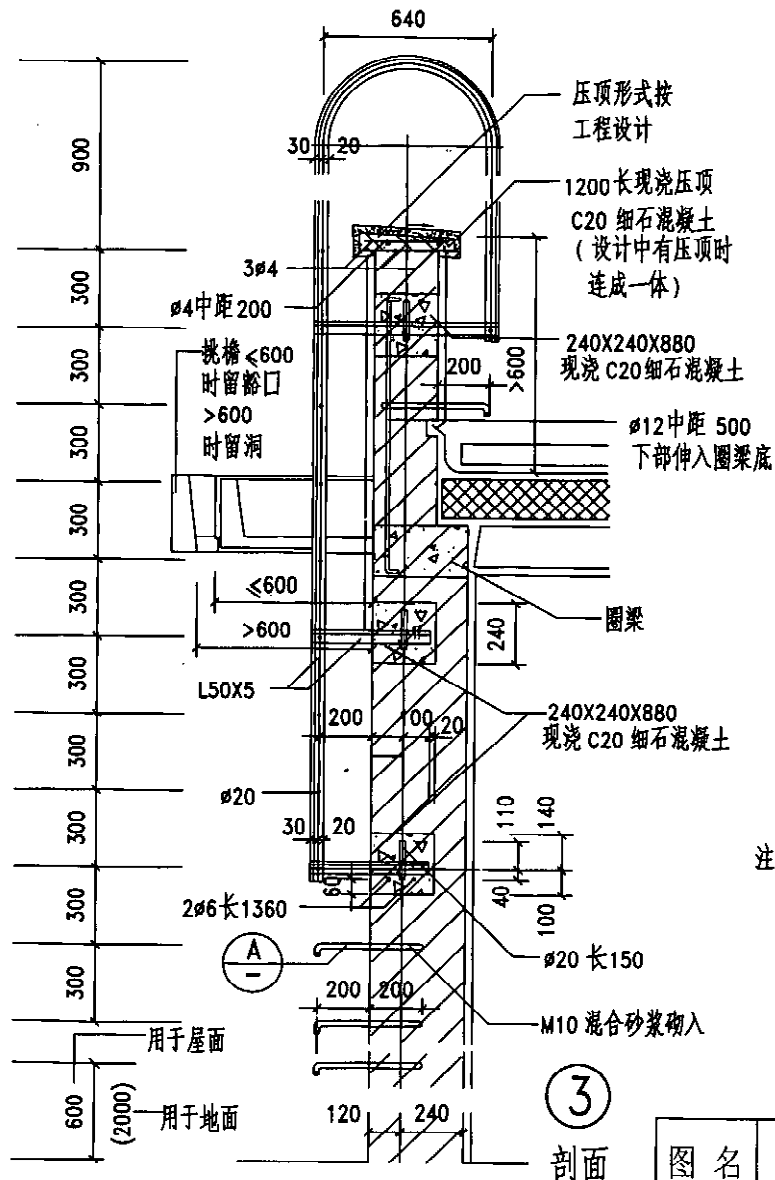 640
压顶形式按
工程设计
30 20
900
1200 长现浇压顶
C20 细石混凝土
(设计中有压顶时
连成一体)
3ø4
ø4中距200
300
挑檐≤600
时留豁口
>600
时留洞
300
200
>600
240X240X880
现浇 C20细石混凝土
ø12中距 500
下部伸入圈梁底
300
300
300
≤600
>600
圈梁
240
L50X5
300
200
100
20
240X240X880
现浇 C20 细石混凝土
300
ø20
30
20
300
110
140
注
60
40
100
2ø6长1360
300
A
-
ø20 长150
300
200
200
M10 混合砂浆砌入
用于屋面
600
(2000)
用于地面
120
240
3
剖面
图 名